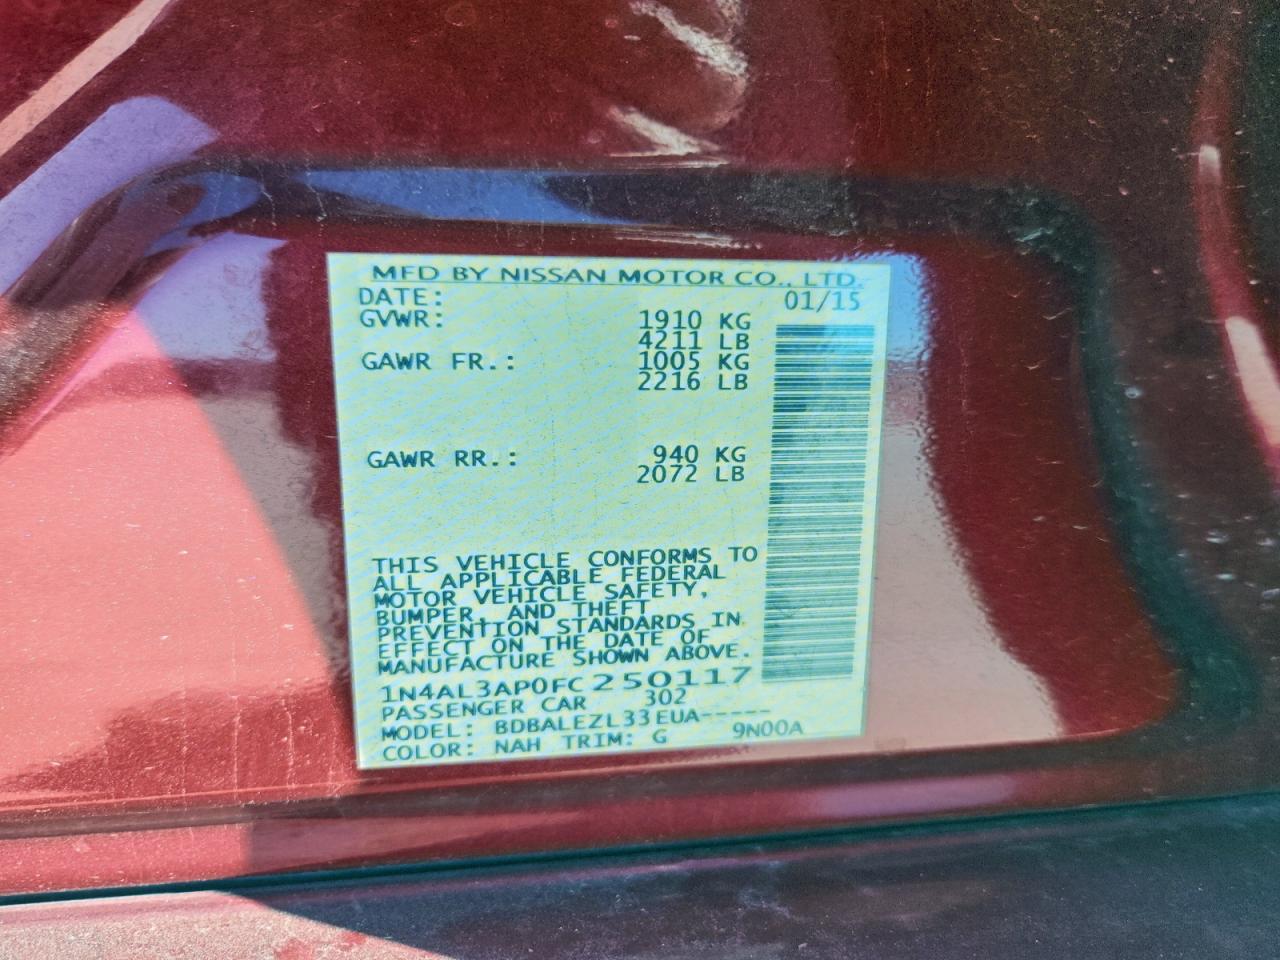 MFD BY NISSAN MOTOR CO., LTD.
DATE: 01/15
GVWR: 1910 KG
4211 LB
GAWR FR.: 1005 KG
2216 LB
GAWR RR.: 940 KG
2072 LB
THIS VEHICLE CONFORMS TO
ALL APPLICABLE FEDERAL
MOTOR VEHICLE SAFETY,
BUMPER, AND THEFT
PREVENTION STANDARDS IN
EFFECT ON THE DATE OF
MANUFACTURE SHOWN ABOVE.
1N4AL3AP0FC250117
PASSENGER CAR 302
MODEL: BDBALEZL33EUA-----
COLOR: NAH TRIM: G 9N00A